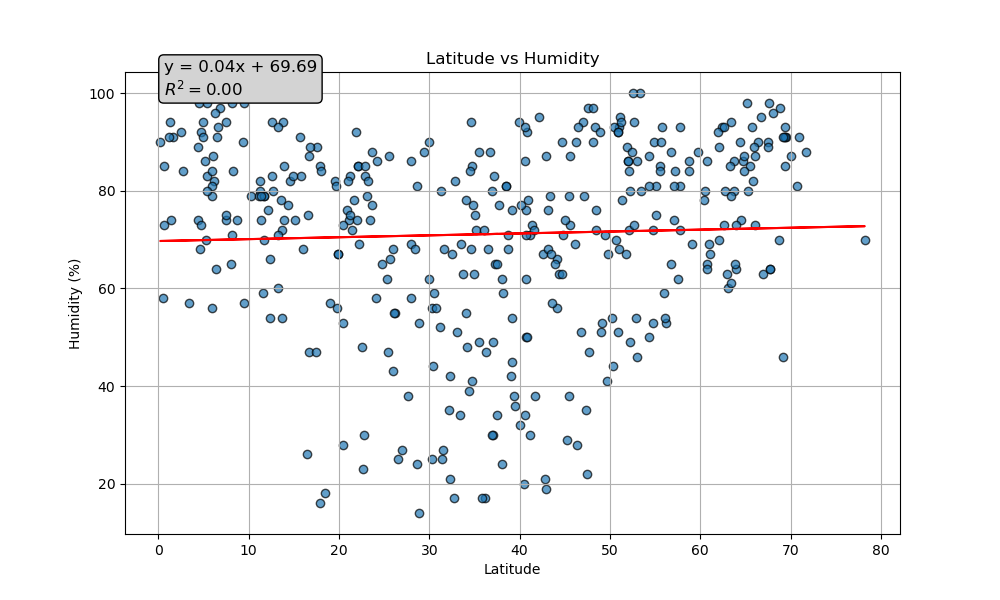 Latitude vs Humidity
y = 0.04x + 69.69
R² = 0.00
100
80
60
40
20
Humidity (%)
0 10 20 30 40 50 60 70 80
Latitude